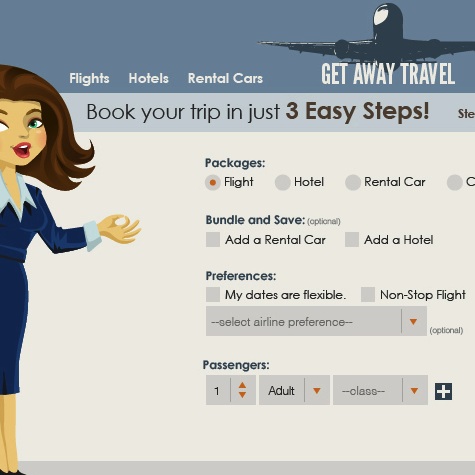 GET AWAY TRAVEL
Flights Hotels Rental Cars
Book your trip in just 3 Easy Steps!
Packages:
Flight Hotel Rental Car
Bundle and Save: (optional)
Add a Rental Car Add a Hotel
Preferences:
My dates are flexible. Non-Stop Flight
--select airline preference--
(optional)
Passengers:
1 Adult --class--